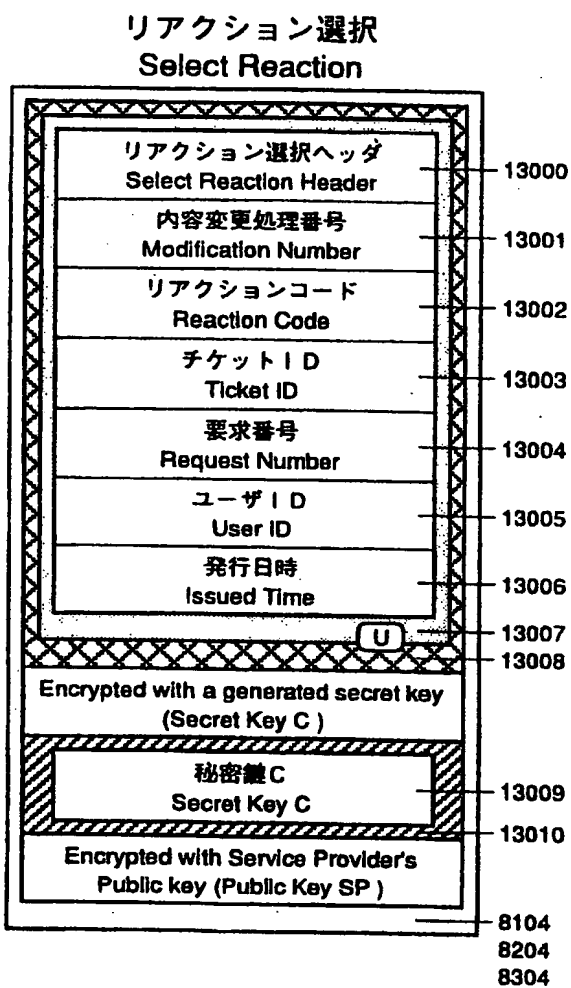 リアクション選択
Select Reaction
リアクション選択ヘッダ
Select Reaction Header
13000
内容変更処理番号
Modification Number
13001
リアクションコード
Reaction Code
13002
チケットID
Ticket ID
13003
要求番号
Request Number
13004
ユーザID
User ID
13005
発行日時
Issued Time
13006
U
13007
13008
Encrypted with a generated secret key
(Secret Key C )
秘密鍵C
Secret Key C
13009
13010
Encrypted with Service Provider's
Public key (Public Key SP )
8104
8204
8304